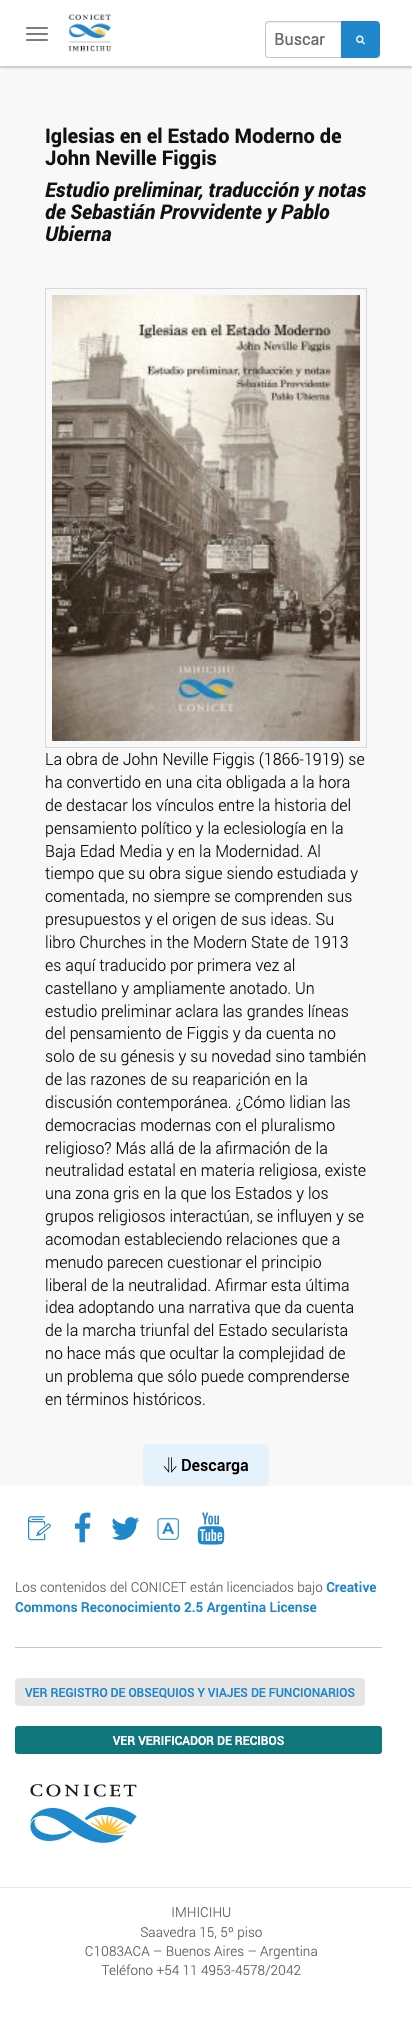 CONICET
IMHICIHU
Buscar
Iglesias en el Estado Moderno de
John Neville Figgis
Estudio preliminar, traducción y notas
de Sebastián Provvidente y Pablo
Ubierna
Iglesias en el Estado Moderno
John Neville Figgis
Estudio preliminar, traducción y notas
Sebastián Provvidente
Pablo Ubierna
IMHICIHU
CONICET
La obra de John Neville Figgis (1866-1919) se
ha convertido en una cita obligada a la hora
de destacar los vínculos entre la historia del
pensamiento político y la eclesiología en la
Baja Edad Media y en la Modernidad. Al
tiempo que su obra sigue siendo estudiada y
comentada, no siempre se comprenden sus
presupuestos y el origen de sus ideas. Su
libro Churches in the Modern State de 1913
es aquí traducido por primera vez al
castellano y ampliamente anotado. Un
estudio preliminar aclara las grandes líneas
del pensamiento de Figgis y da cuenta no
solo de su génesis y su novedad sino también
de las razones de su reaparición en la
discusión contemporánea. ¿Cómo lidian las
democracias modernas con el pluralismo
religioso? Más allá de la afirmación de la
neutralidad estatal en materia religiosa, existe
una zona gris en la que los Estados y los
grupos religiosos interactúan, se influyen y se
acomodan estableciendo relaciones que a
menudo parecen cuestionar el principio
liberal de la neutralidad. Afirmar esta última
idea adoptando una narrativa que da cuenta
de la marcha triunfal del Estado secularista
no hace más que ocultar la complejidad de
un problema que sólo puede comprenderse
en términos históricos.
Descarga
A
You
Tube
Los contenidos del CONICET están licenciados bajo Creative
Commons Reconocimiento 2.5 Argentina License
VER REGISTRO DE OBSEQUIOS Y VIAJES DE FUNCIONARIOS
VER VERIFICADOR DE RECIBOS
CONICET
IMHICIHU
Saavedra 15, 5º piso
C1083ACA – Buenos Aires – Argentina
Teléfono +54 11 4953-4578/2042